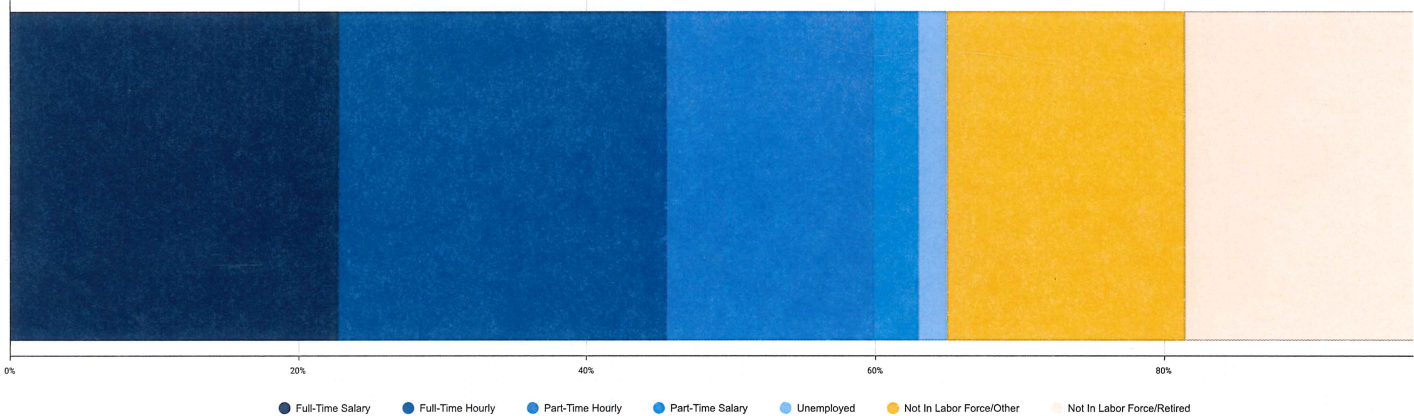 0% 20% 40% 60% 80%
Full-Time Salary Full-Time Hourly Part-Time Hourly Part-Time Salary Unemployed Not In Labor Force/Other Not In Labor Force/Retired